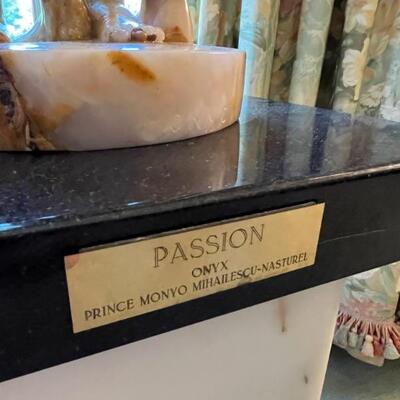 PASSION
ONYX
PRINCE MONYO MIHAILESCU-NASTUREL